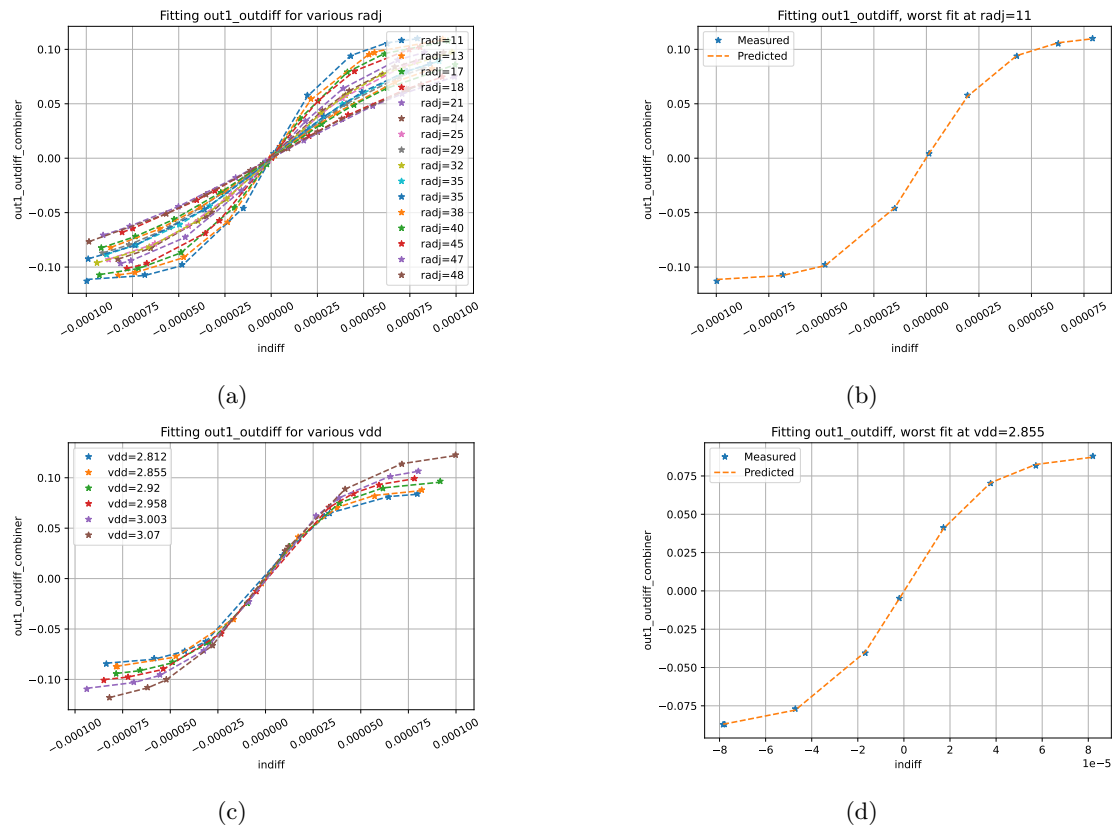 Fitting out1_outdiff for various radj
out1_outdiff_combiner
0.10
0.05
0.00
−0.05
−0.10
radj=11
radj=13
radj=17
radj=18
radj=21
radj=24
radj=25
radj=29
radj=32
radj=35
radj=35
radj=38
radj=40
radj=45
radj=47
radj=48
−0.000100
−0.000075
−0.000050
−0.000025
0.000000
0.000025
0.000050
0.000075
0.000100
indiff
(a)
Fitting out1_outdiff, worst fit at radj=11
out1_outdiff_combiner
0.10
0.05
0.00
−0.05
−0.10
Measured
Predicted
−0.000100
−0.000075
−0.000050
−0.000025
0.000000
0.000025
0.000050
0.000075
indiff
(b)
Fitting out1_outdiff for various vdd
out1_outdiff_combiner
0.10
0.05
0.00
−0.05
−0.10
vdd=2.812
vdd=2.855
vdd=2.92
vdd=2.958
vdd=3.003
vdd=3.07
−0.000100
−0.000075
−0.000050
−0.000025
0.000000
0.000025
0.000050
0.000075
0.000100
indiff
(c)
Fitting out1_outdiff, worst fit at vdd=2.855
out1_outdiff_combiner
0.075
0.050
0.025
0.000
−0.025
−0.050
−0.075
Measured
Predicted
−8
−6
−4
−2
0
2
4
6
8
1e−5
indiff
(d)